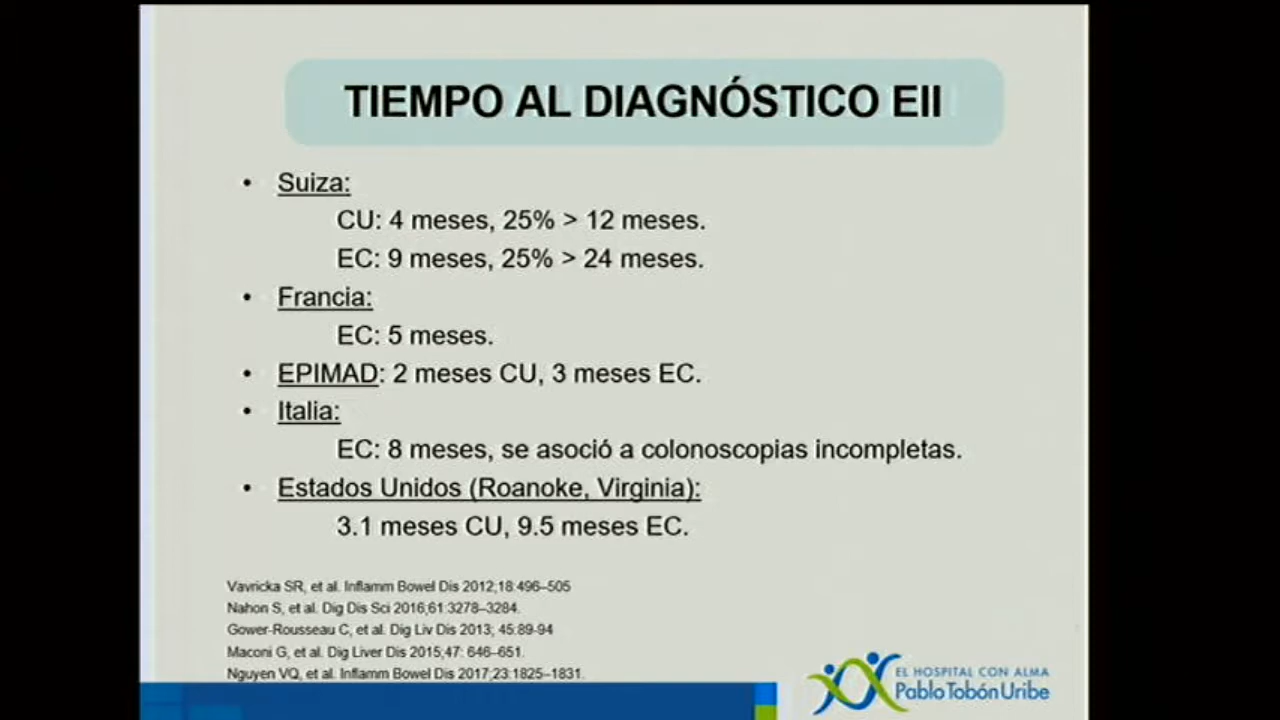 TIEMPO AL DIAGNÓSTICO EII
• Suiza:
CU: 4 meses, 25% > 12 meses.
EC: 9 meses, 25% > 24 meses.
• Francia:
EC: 5 meses.
• EPIMAD: 2 meses CU, 3 meses EC.
• Italia:
EC: 8 meses, se asoció a colonoscopias incompletas.
• Estados Unidos (Roanoke, Virginia):
3.1 meses CU, 9.5 meses EC.
Vavricka SR, et al. Inflamm Bowel Dis 2012;18:496–505
Nahon S, et al. Dig Dis Sci 2016;61:3278–3284.
Gower-Rousseau C, et al. Dig Liv Dis 2013; 45:89-94
Maconi G, et al. Dig Liver Dis 2015;47: 646–651.
Nguyen VQ, et al. Inflamm Bowel Dis 2017;23:1825–1831.
EL HOSPITAL CON ALMA
Pablo Tobón Uribe